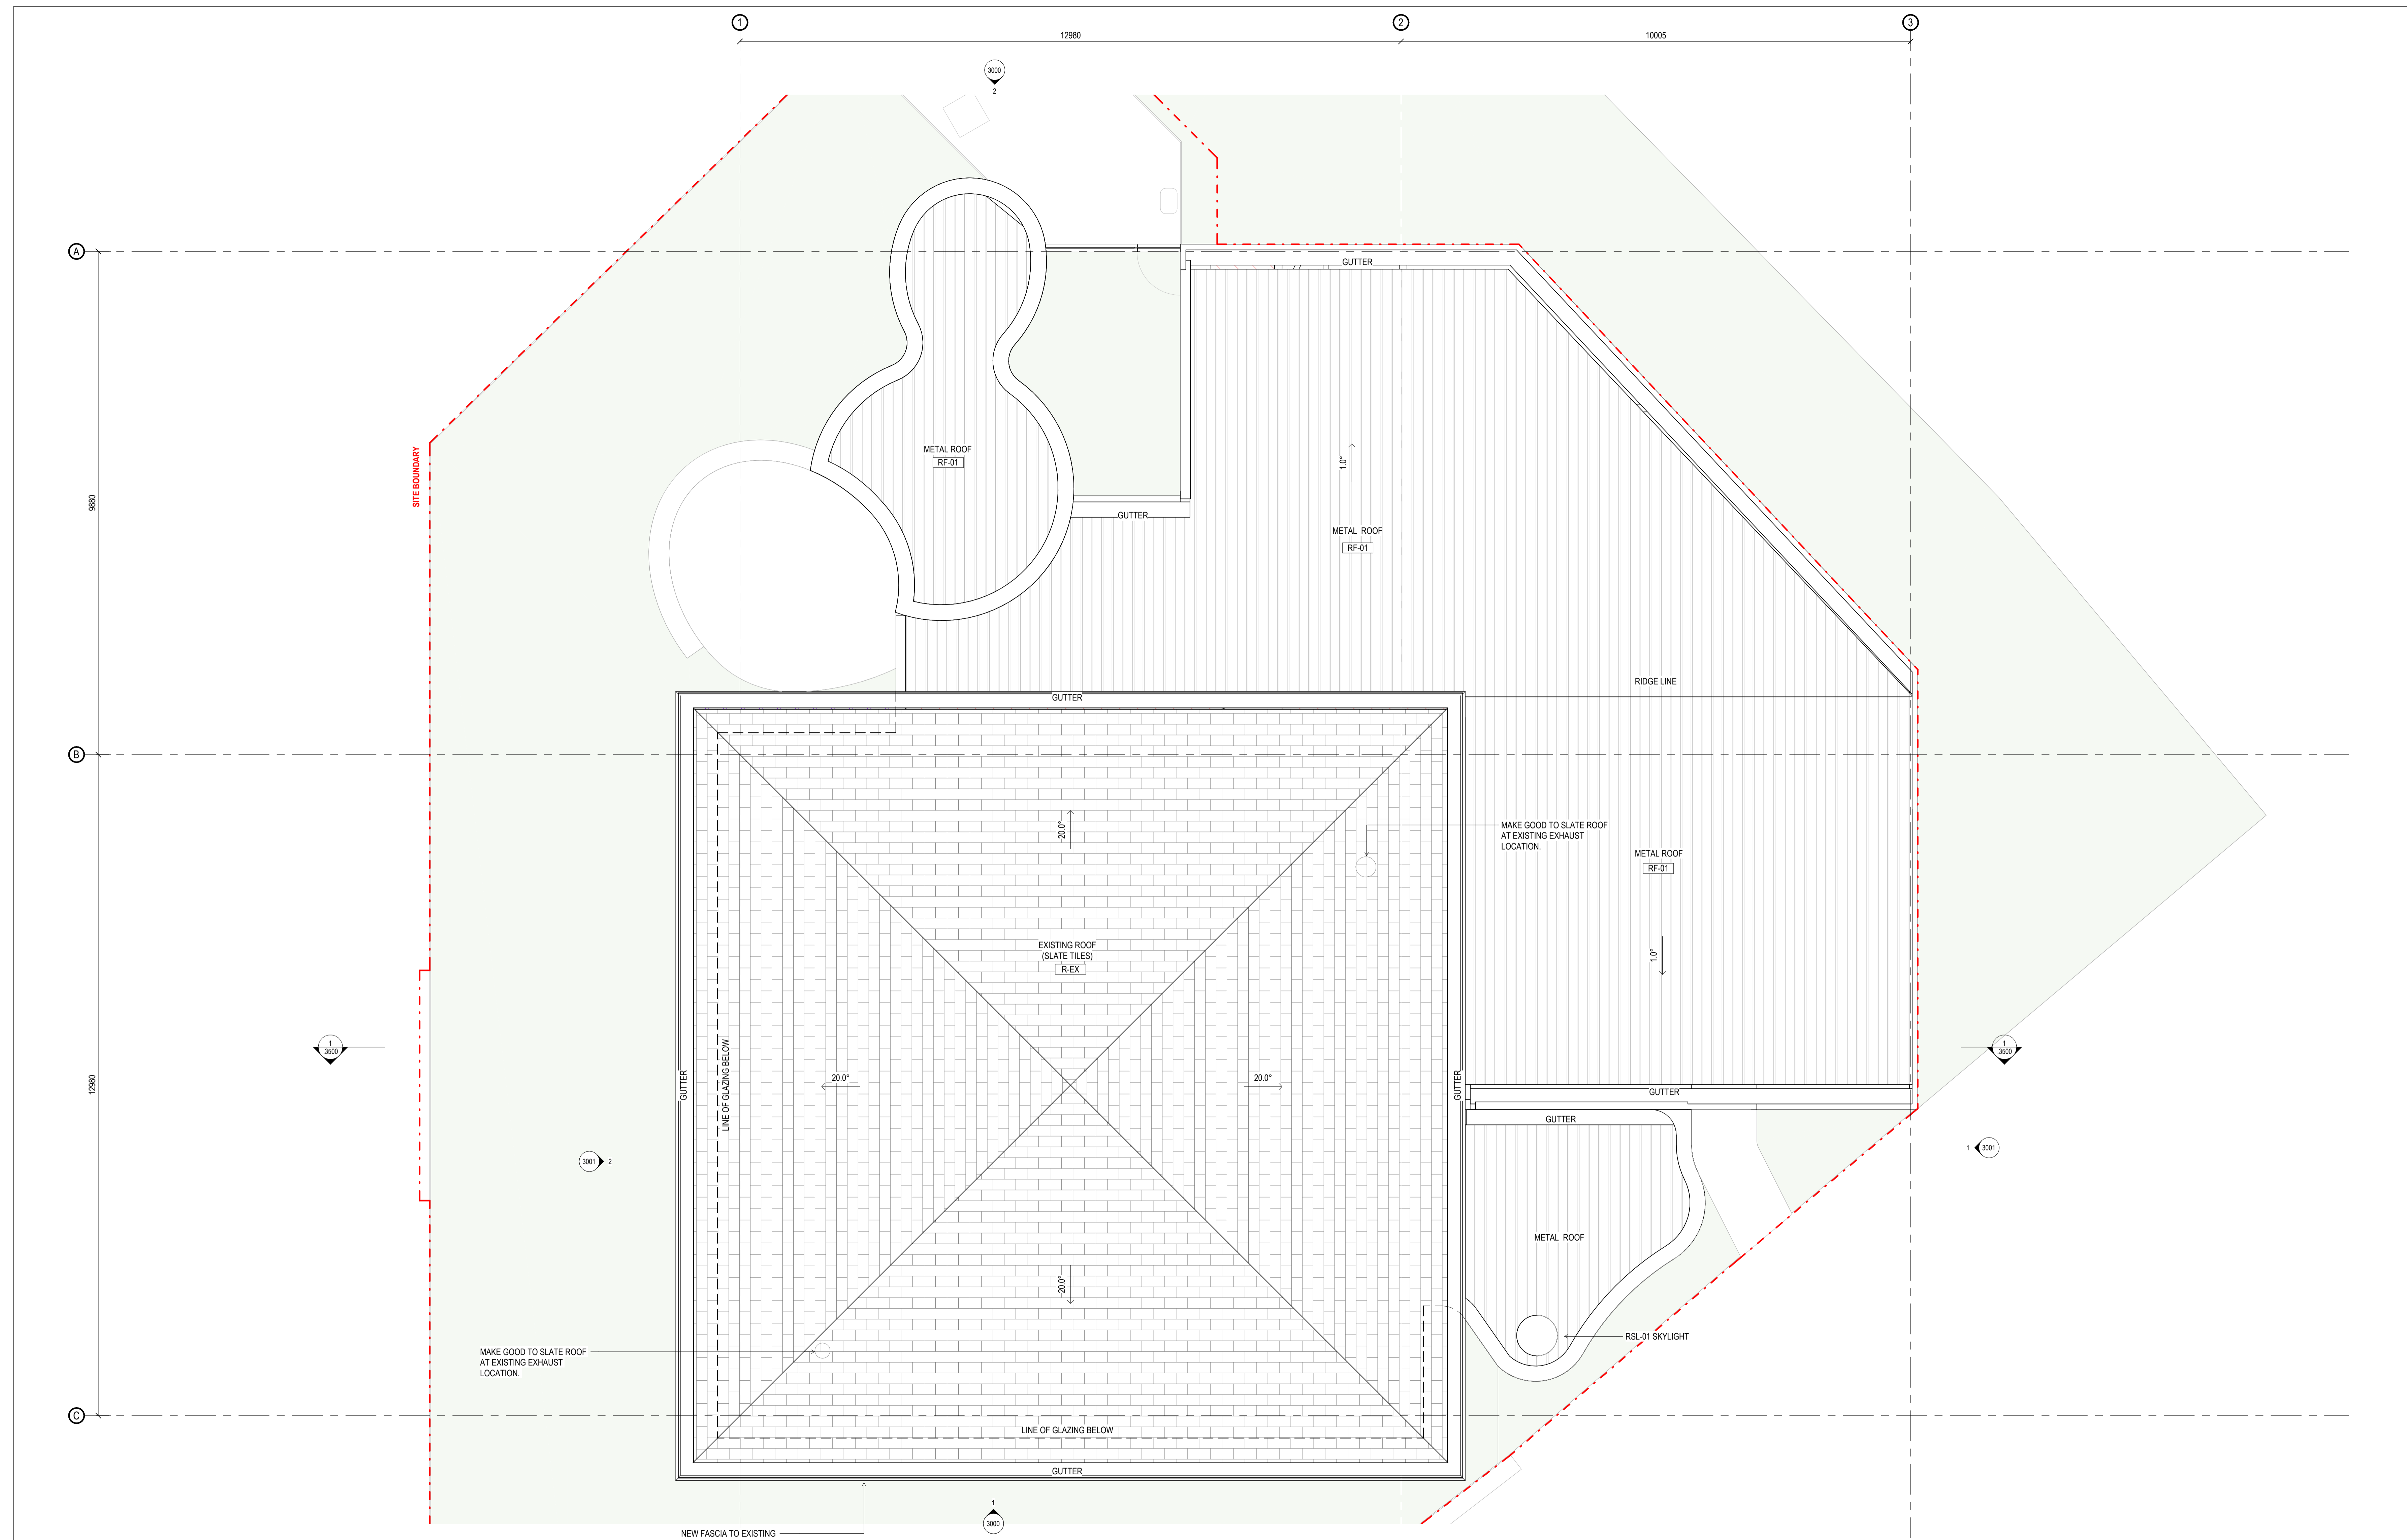 1
2
3
12980
10005
3000
2
A
GUTTER
SITE BOUNDARY
METAL ROOF
RF-01
1.0°
9880
GUTTER
METAL  ROOF
RF-01
RIDGE LINE
GUTTER
B
20.0°
MAKE GOOD TO SLATE ROOF
AT EXISTING EXHAUST
LOCATION.
METAL ROOF
RF-01
EXISTING ROOF
(SLATE TILES)
R-EX
1.0°
1
.3500
1
.3500
12980
GUTTER
LINE OF GLAZING BELOW
20.0°
20.0°
GUTTER
GUTTER
GUTTER
3001
2
1
3001
METAL  ROOF
20.0°
RSL-01 SKYLIGHT
MAKE GOOD TO SLATE ROOF
AT EXISTING EXHAUST
LOCATION.
C
LINE OF GLAZING BELOW
GUTTER
1
3000
NEW FASCIA TO EXISTING